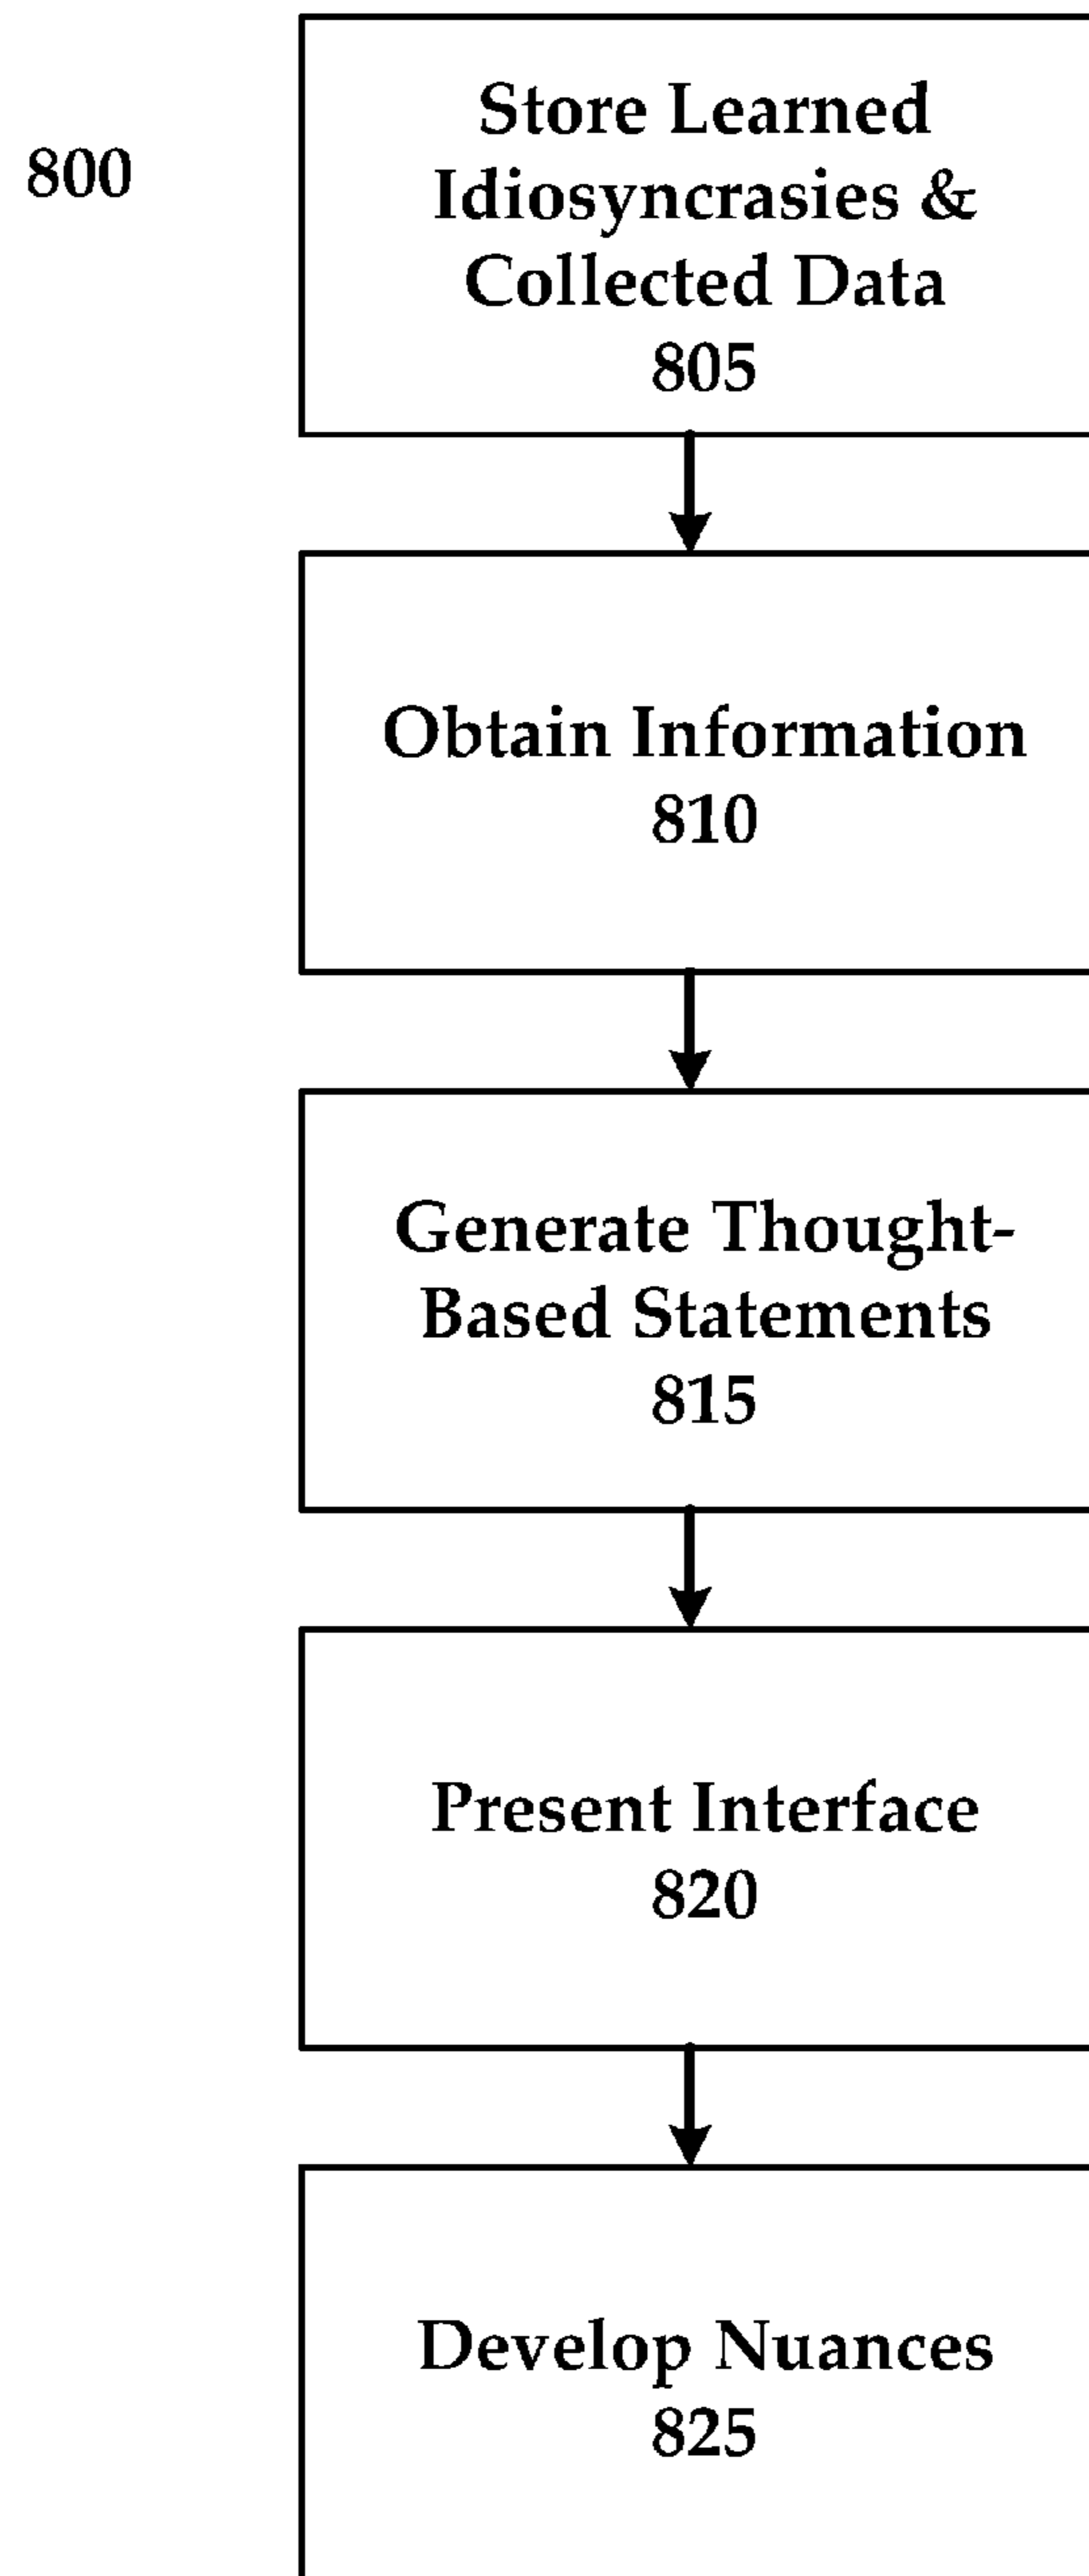 800
Store Learned
Idiosyncrasies &
Collected Data
805
Obtain Information
810
Generate Thought-
Based Statements
815
Present Interface
820
Develop Nuances
825